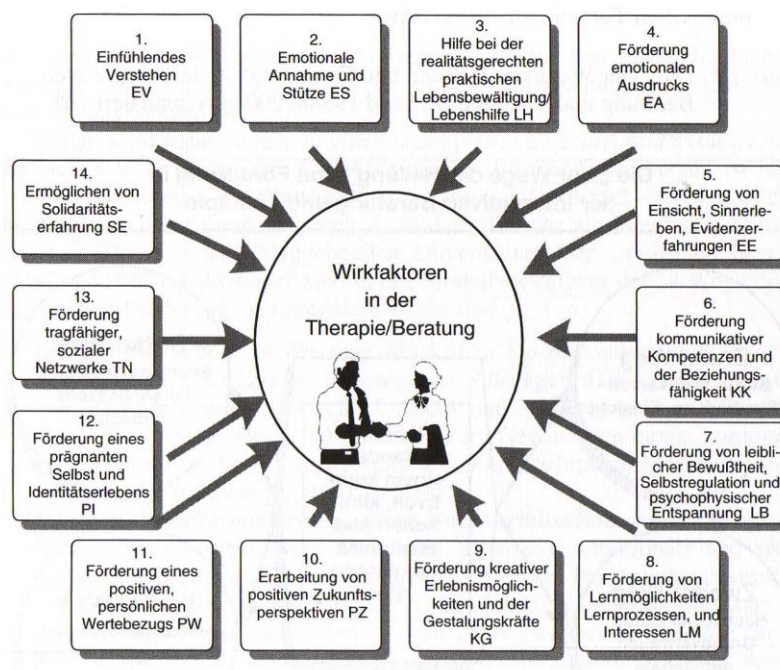 1.
Einfühlendes
Verstehen
EV
2.
Emotionale
Annahme und
Stütze ES
3.
Hilfe bei der
realitätsgerechten
praktischen
Lebensbewältigung/
Lebenshilfe LH
4.
Förderung
emotionalen
Ausdrucks
EA
5.
Förderung von
Einsicht, Sinnerle-
ben, Evidenzer-
fahrungen EE
6.
Förderung
kommunikativer
Kompetenzen und
der Beziehungs-
fähigkeit KK
7.
Förderung von leibli-
cher Bewußtheit,
Selbstregulation und
psychophysischer
Entspannung LB
8.
Förderung von
Lernmöglichkeiten
Lernprozessen, und
Interessen LM
9.
Förderung kreativer
Erlebnismöglich-
keiten und der
Gestalungskräfte
KG
10.
Erarbeitung von
positiven Zukunfts-
perspektiven PZ
11.
Förderung eines
positiven,
persönlichen
Wertebezugs PW
12.
Förderung eines
prägnanten
Selbst und
Identitätserlebens
PI
13.
Förderung
tragfähiger,
sozialer
Netzwerke TN
14.
Ermöglichen von
Solidaritäts-
erfahrung SE
Wirkfaktoren
in der
Therapie/Beratung